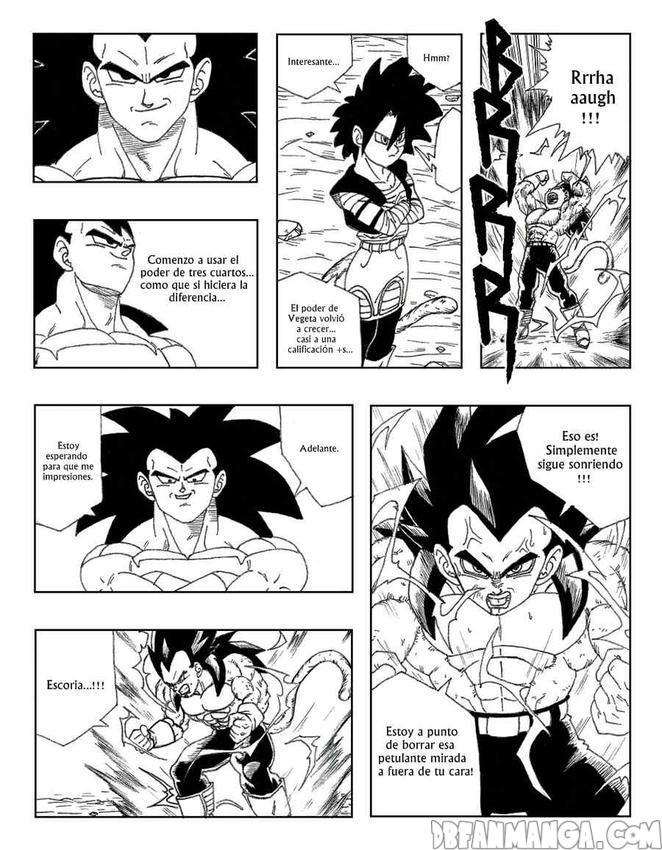 Interesante...
Hmm?
El poder de
Vegeta volvió
a crecer...
casi a una
calificación +s...
Rrrha
aaugh
!!!
BRRRR
Comenzo a usar el
poder de tres cuartos...
como que si hiciera la
diferencia...
Adelante.
Estoy
esperando
para que me
impresiones.
Eso es!
Simplemente
sigue sonriendo
!!!
Escoria...!!!
Estoy a punto
de borrar esa
petulante mirada
a fuera de tu cara!
DBFANMANGA.COM